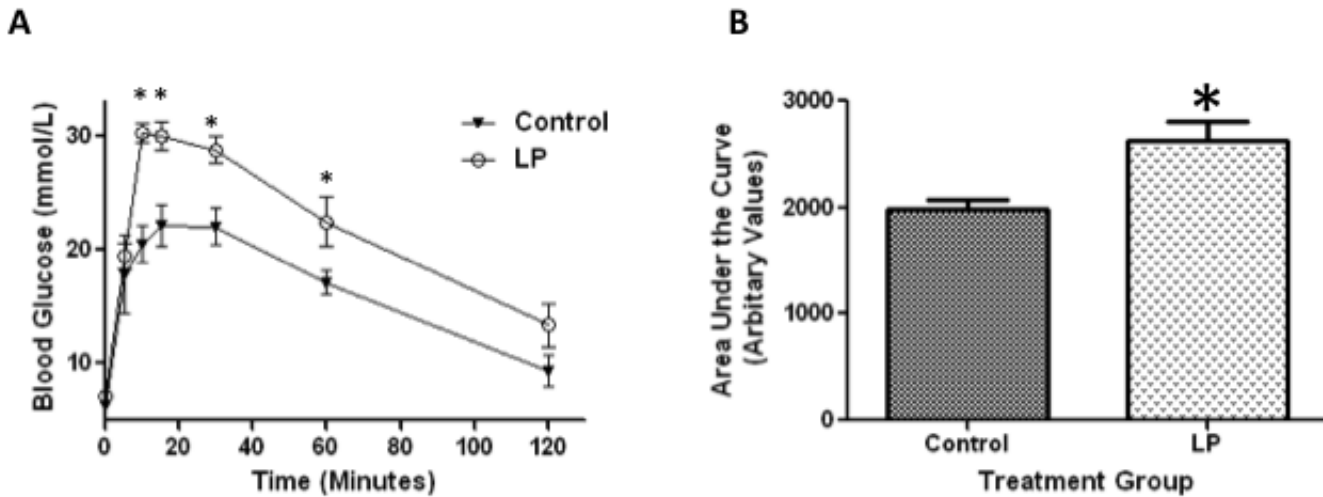 A
B
* *
*
*
Control
LP
30
20
10
Blood Glucose (mmol/L)
0 20 40 60 80 100 120
Time (Minutes)
*
3000
2000
1000
0
Area Under the Curve
(Arbitary Values)
Control LP
Treatment Group